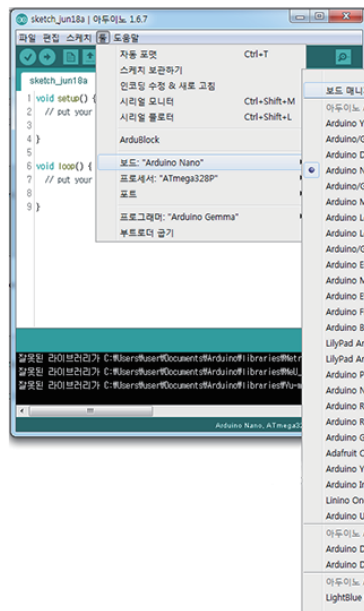 sketch_jun18a | 아두이노 1.6.7
파일 편집 스케치 툴 도움말
sketch_jun18a
1 void setup() {
2 // put your
3
4 }
5
6 void loop() {
7 // put your
8
9 }
자동 포맷 Ctrl+T
스케치 보관하기
인코딩 수정 & 새로 고침
시리얼 모니터 Ctrl+Shift+M
시리얼 플로터 Ctrl+Shift+L
ArduBlock
보드: "Arduino Nano"
프로세서: "ATmega328P"
포트
프로그래머: "Arduino Gemma"
부트로더 굽기
보드 매니
아두이노
Arduino Y
Arduino/G
Arduino D
Arduino N
Arduino/G
Arduino M
Arduino L
Arduino L
Arduino/G
Arduino E
Arduino M
Arduino E
Arduino F
Arduino B
LilyPad Ar
LilyPad Ar
Arduino P
Arduino N
Arduino R
Arduino R
Arduino G
Adafruit C
Arduino Y
Arduino In
Linino On
Arduino U
아두이노
Arduino D
Arduino D
아두이노
LightBlue
잘못된 라이브러리가 C:\Users\user\Documents\Arduino\libraries\Metr
잘못된 라이브러리가 C:\Users\user\Documents\Arduino\libraries\NeU_
잘못된 라이브러리가 C:\Users\user\Documents\Arduino\libraries\Yu-m
Arduino Nano, ATmega32